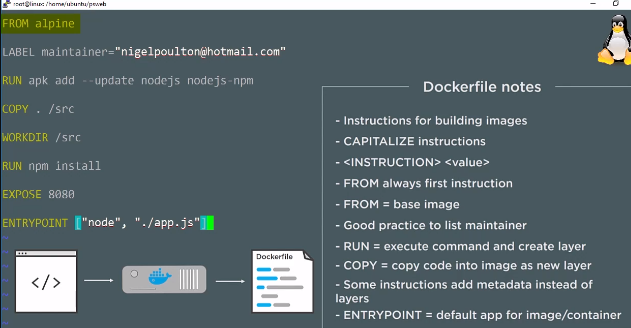 root@linux: /home/ubuntu/psweb
FROM alpine
LABEL maintainer="nigelpoulton@hotmail.com"
RUN apk add --update nodejs nodejs-npm
COPY . /src
WORKDIR /src
RUN npm install
EXPOSE 8080
ENTRYPOINT ["node", "./app.js"]
~
~
~
~
~
</>
Dockerfile
Dockerfile notes
- Instructions for building images
- CAPITALIZE instructions
- <INSTRUCTION> <value>
- FROM always first instruction
- FROM = base image
- Good practice to list maintainer
- RUN = execute command and create layer
- COPY = copy code into image as new layer
- Some instructions add metadata instead of
layers
- ENTRYPOINT = default app for image/container